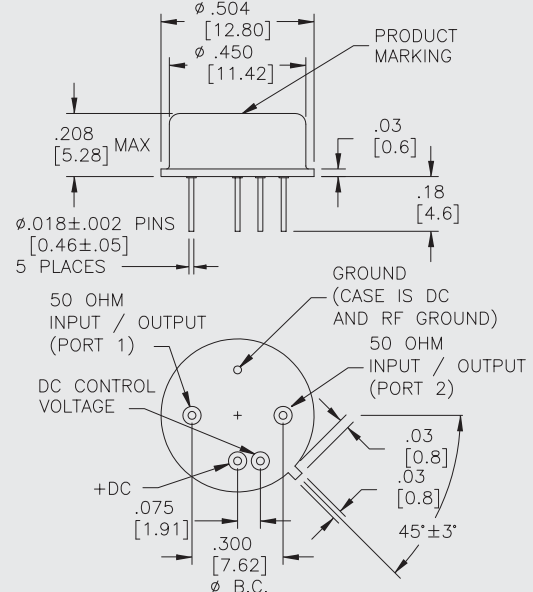 ø.504
[12.80]
ø .450
[11.42]
PRODUCT
MARKING
.208
[5.28] MAX
.03
[0.6]
.18
[4.6]
ø.018±.002 PINS
[0.46±.05]
5 PLACES
GROUND
(CASE IS DC
AND RF GROUND)
50 OHM
INPUT / OUTPUT
(PORT 1)
50 OHM
INPUT / OUTPUT
(PORT 2)
DC CONTROL
VOLTAGE
+DC
.03
[0.8]
.03
[0.8]
45°±3°
.075
[1.91]
.300
[7.62]
ø B.C.